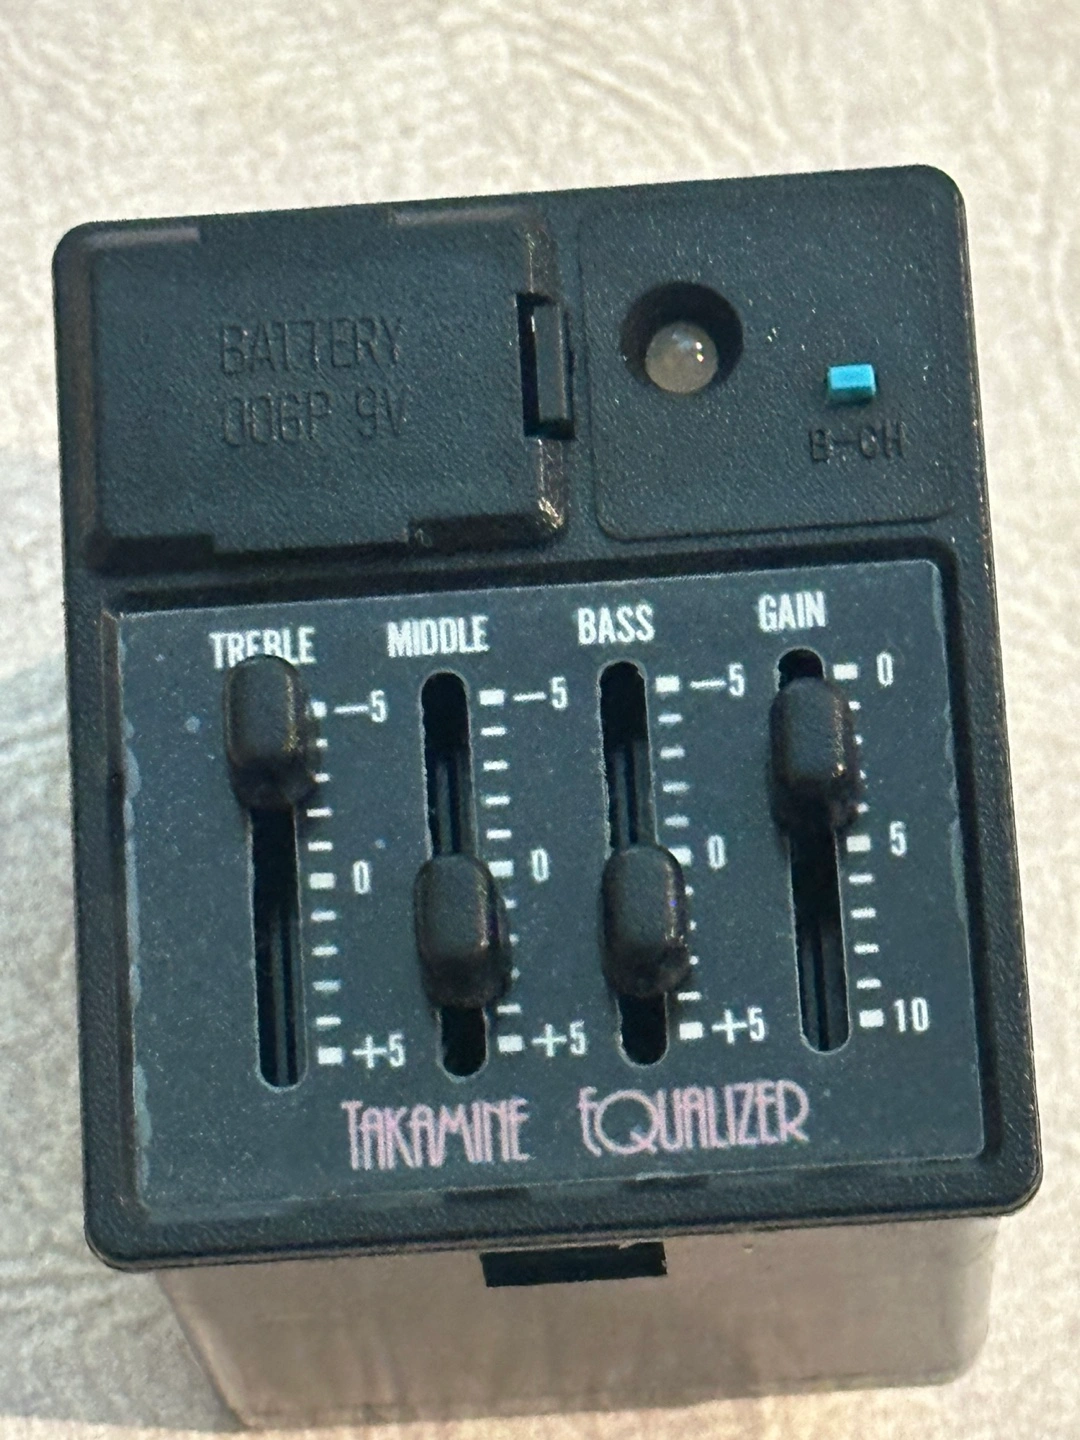 BATTERY
006P 9V
B-CH
TREBLE MIDDLE BASS GAIN
-5 -5 -5 0
0 0 0 5
+5 +5 +5 10
TAKAMINE EQUALIZER